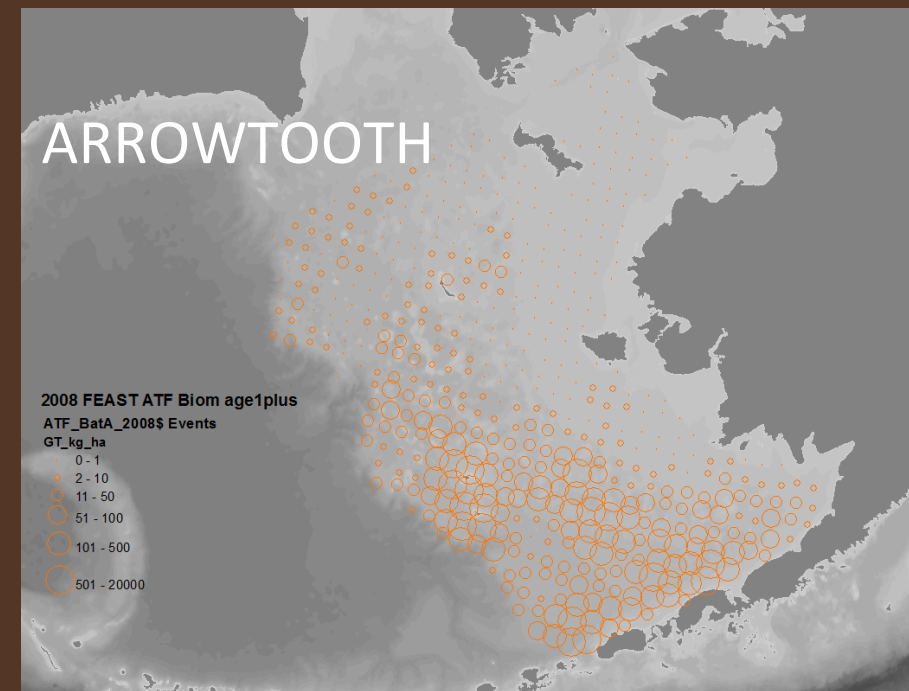 ARROWTOOTH
2008 FEAST ATF Biom age1plus
ATF_BatA_2008$ Events
GT_kg_ha
0 - 1
2 - 10
11 - 50
51 - 100
101 - 500
501 - 20000